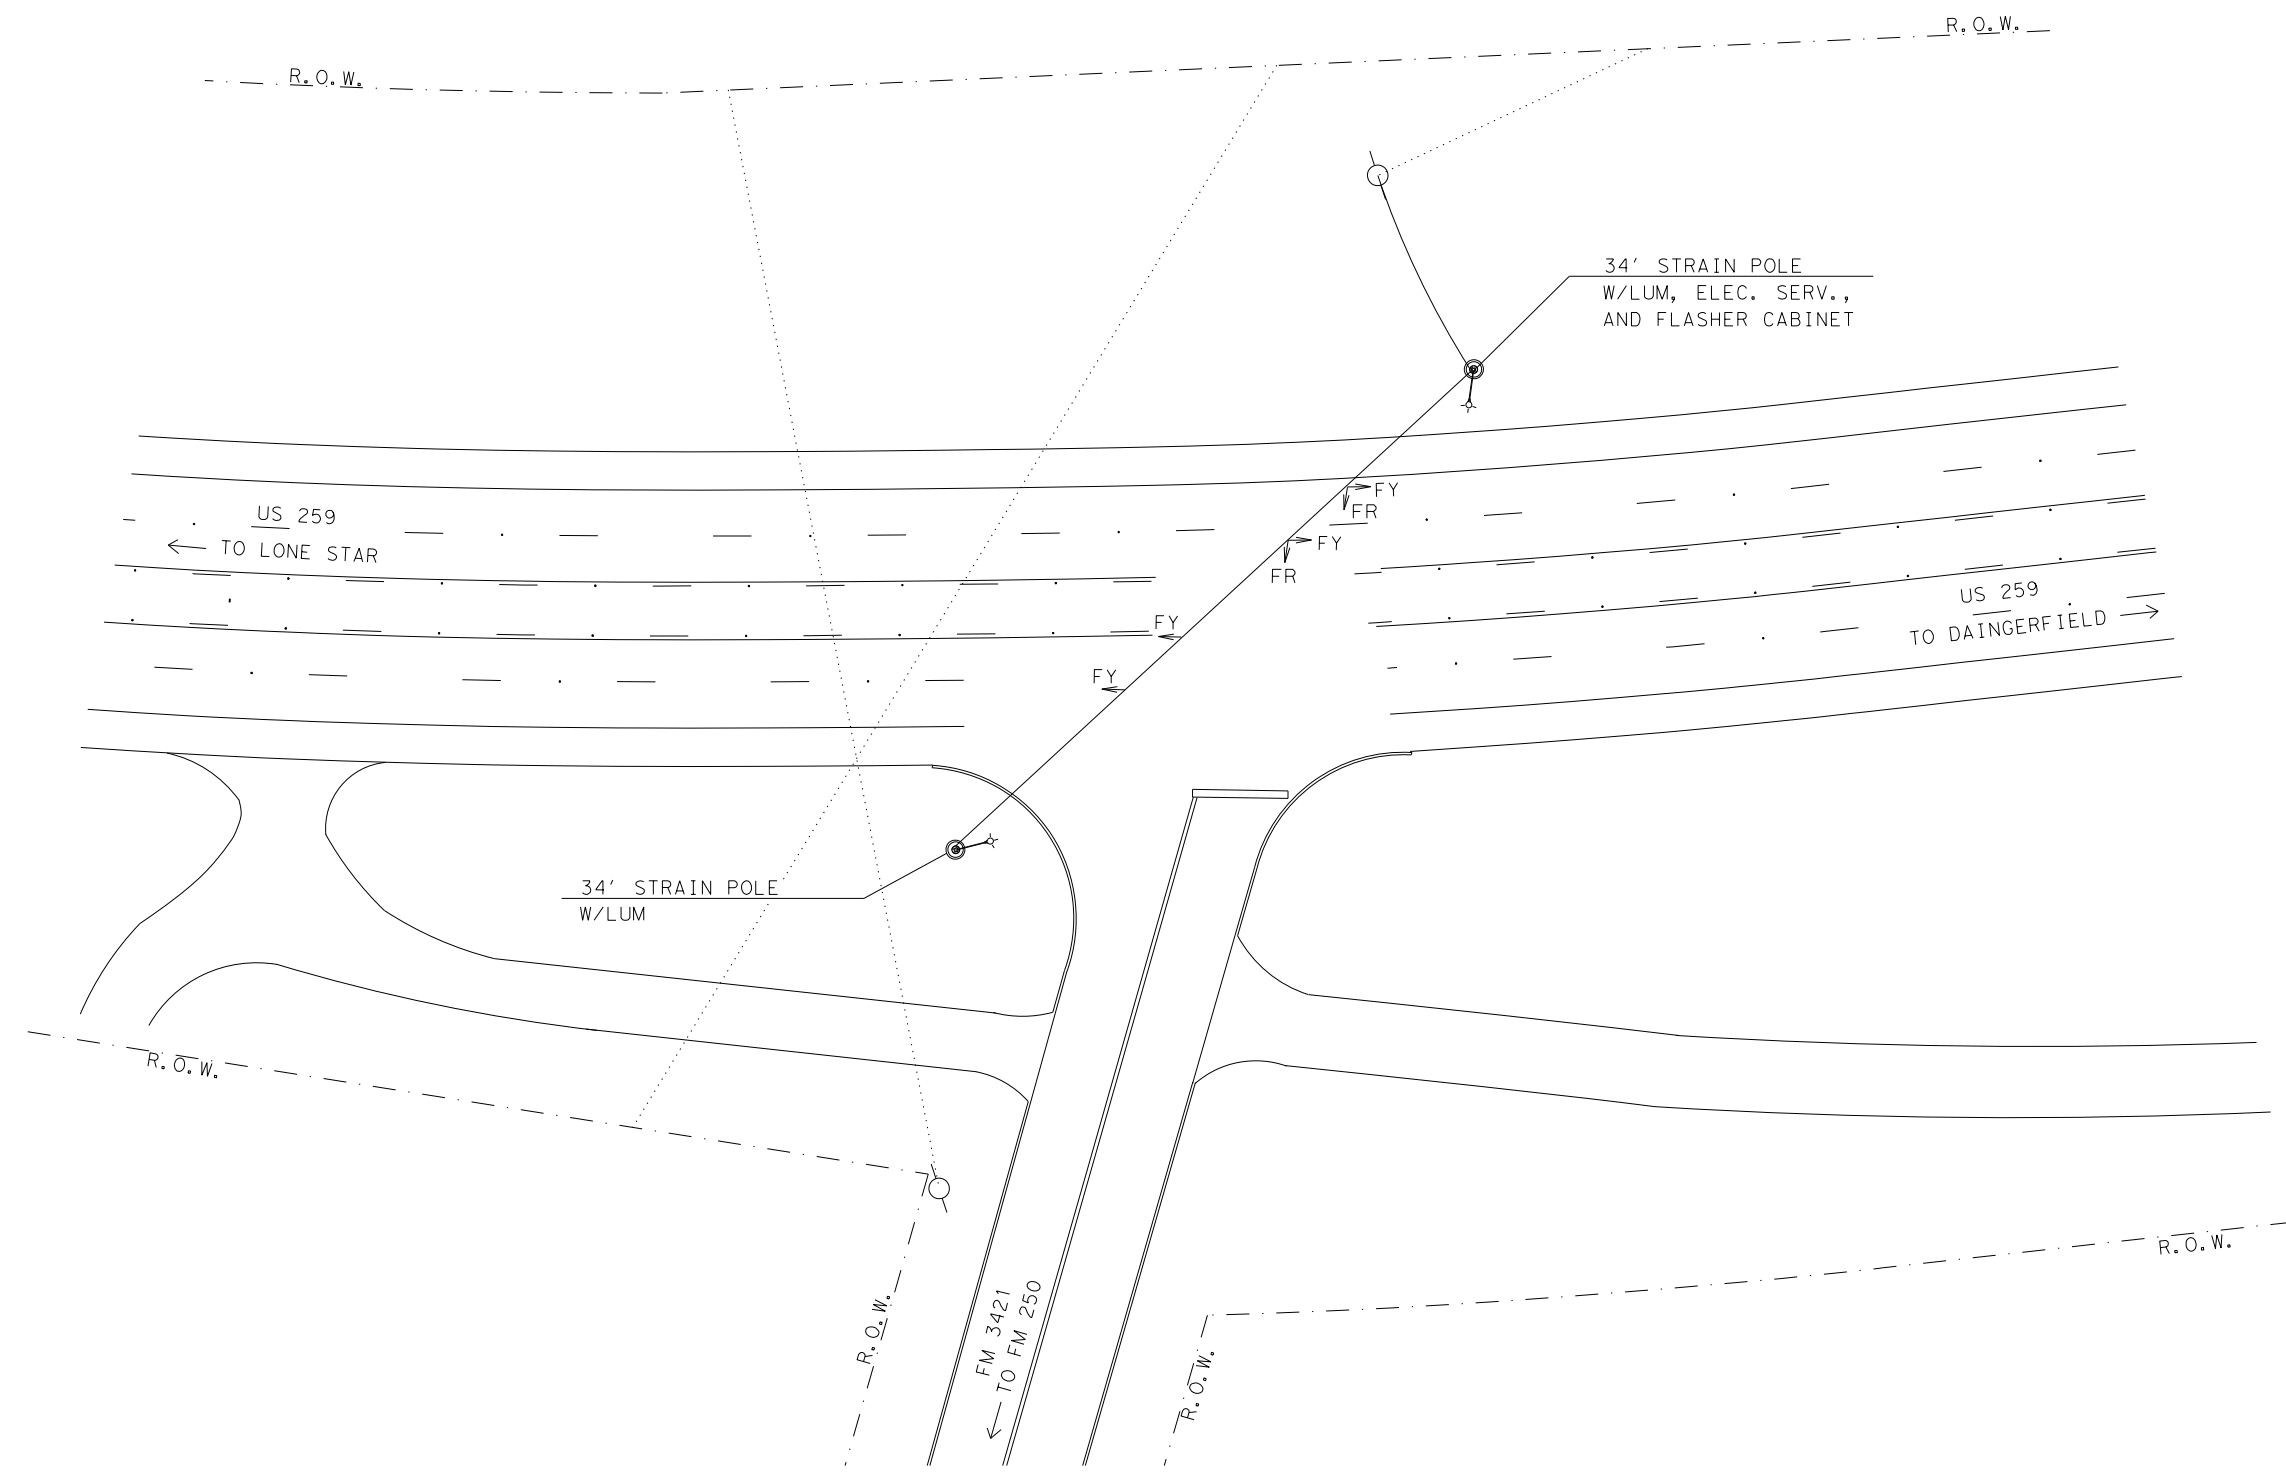 R.O.W.
R.O.W.
34' STRAIN POLE
W/LUM, ELEC. SERV.,
AND FLASHER CABINET
FY
FR
US 259
TO LONE STAR
FY
FR
US 259
TO DAINGERFIELD
FY
FY
34' STRAIN POLE
W/LUM
R.O.W.
R.O.W.
FM 3421
TO FM 250
R.O.W.
R.O.W.